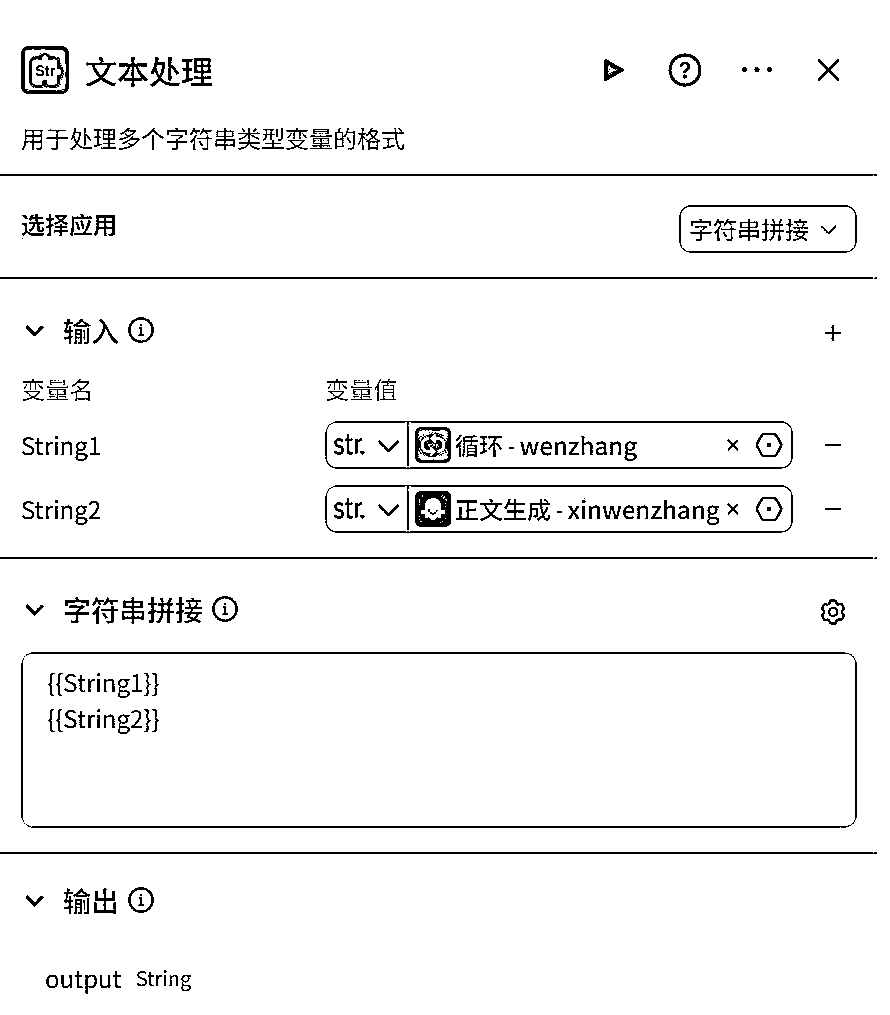 Str 文本处理
用于处理多个字符串类型变量的格式
选择应用 字符串拼接
输入
变量名 变量值
String1 str. 循环 - wenzhang
String2 str. 正文生成 - xinwenzhang
字符串拼接
{{String1}}
{{String2}}
输出
output String